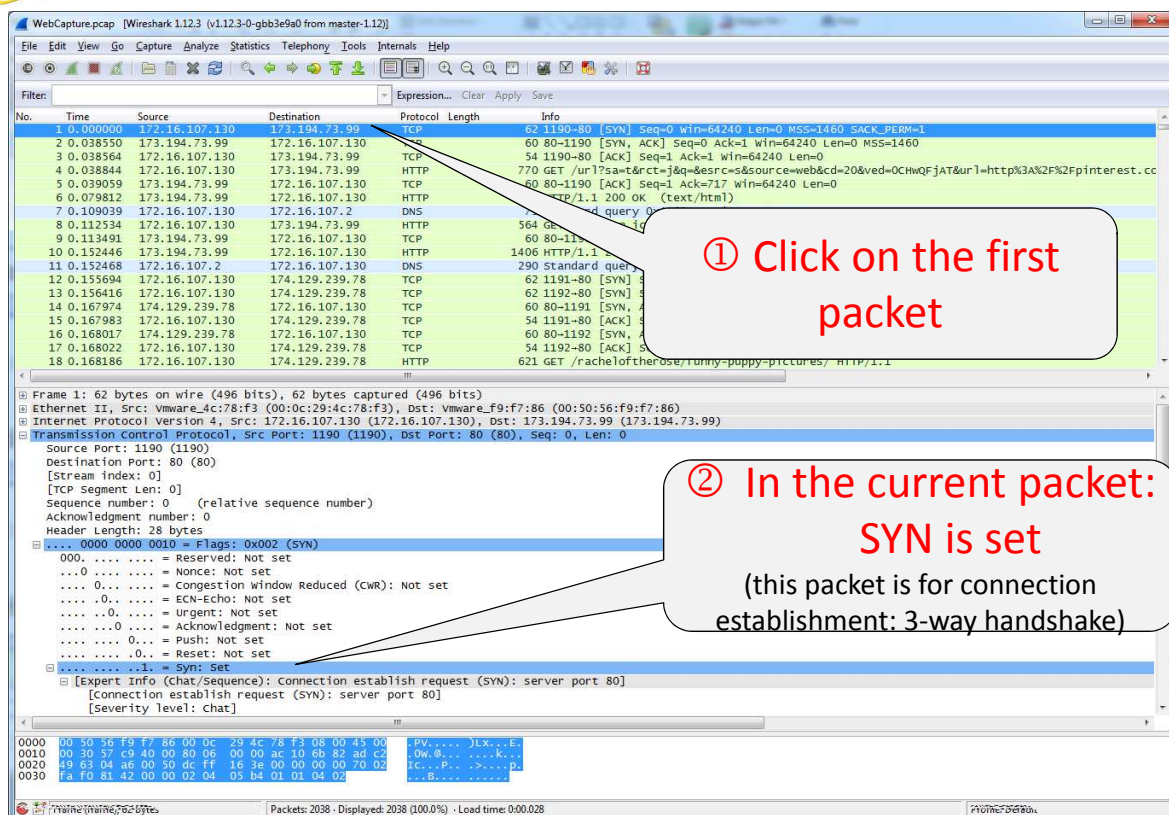 WebCapture.pcap [Wireshark 1.12.3 (v1.12.3-0-gbb3e9a0 from master-1.12)]
File Edit View Go Capture Analyze Statistics Telephony Tools Internals Help
Filter: Expression... Clear Apply Save
No. Time Source Destination Protocol Length Info
1 0.000000 172.16.107.130 173.194.73.99 TCP 62 1190→80 [SYN] Seq=0 Win=64240 Len=0 MSS=1460 SACK_PERM=1
2 0.038550 173.194.73.99 172.16.107.130 60 80→1190 [SYN, ACK] Seq=0 Ack=1 Win=64240 Len=0 MSS=1460
3 0.038564 172.16.107.130 173.194.73.99 TCP 54 1190→80 [ACK] Seq=1 Ack=1 Win=64240 Len=0
4 0.038844 172.16.107.130 173.194.73.99 HTTP 770 GET /url?sa=t&rct=j&q=&esrc=s&source=web&cd=20&ved=0CHwQFjAT&url=http%3A%2F%2Fpinterest.cc
5 0.039059 173.194.73.99 172.16.107.130 TCP 60 80→1190 [ACK] Seq=1 Ack=717 Win=64240 Len=0
6 0.079812 173.194.73.99 172.16.107.130 HTTP HTTP/1.1 200 OK (text/html)
7 0.109039 172.16.107.130 172.16.107.2 DNS query
8 0.112534 172.16.107.130 173.194.73.99 HTTP 564
9 0.113491 173.194.73.99 172.16.107.130 TCP 60
10 0.152446 173.194.73.99 172.16.107.130 HTTP 1406 HTTP/1.1
11 0.152468 172.16.107.2 172.16.107.130 DNS 290 Standard query
12 0.155694 172.16.107.130 174.129.239.78 TCP 62 1191→80 [SYN]
13 0.156416 172.16.107.130 174.129.239.78 TCP 62 1192→80 [SYN]
14 0.167974 174.129.239.78 172.16.107.130 TCP 60 80→1191 [SYN,
15 0.167983 172.16.107.130 174.129.239.78 TCP 54 1191→80 [ACK]
16 0.168017 174.129.239.78 172.16.107.130 TCP 60 80→1192 [SYN,
17 0.168022 172.16.107.130 174.129.239.78 TCP 54 1192→80 [ACK]
18 0.168186 172.16.107.130 174.129.239.78 HTTP 621 GET /racheloftherose/funny-puppy-pictures/ HTTP/1.1
① Click on the first
packet
Frame 1: 62 bytes on wire (496 bits), 62 bytes captured (496 bits)
Ethernet II, Src: Vmware_4c:78:f3 (00:0c:29:4c:78:f3), Dst: Vmware_f9:f7:86 (00:50:56:f9:f7:86)
Internet Protocol Version 4, Src: 172.16.107.130 (172.16.107.130), Dst: 173.194.73.99 (173.194.73.99)
Transmission Control Protocol, Src Port: 1190 (1190), Dst Port: 80 (80), Seq: 0, Len: 0
Source Port: 1190 (1190)
Destination Port: 80 (80)
[Stream index: 0]
[TCP Segment Len: 0]
Sequence number: 0 (relative sequence number)
Acknowledgment number: 0
Header Length: 28 bytes
.... 0000 0000 0010 = Flags: 0x002 (SYN)
000. .... .... = Reserved: Not set
...0 .... .... = Nonce: Not set
.... 0... .... = Congestion Window Reduced (CWR): Not set
.... .0.. .... = ECN-Echo: Not set
.... ..0. .... = Urgent: Not set
.... ...0 .... = Acknowledgment: Not set
.... .... 0... = Push: Not set
.... .... .0.. = Reset: Not set
.... .... ..1. = Syn: Set
[Expert Info (Chat/Sequence): Connection establish request (SYN): server port 80]
[Connection establish request (SYN): server port 80]
[Severity level: Chat]
② In the current packet:
SYN is set
(this packet is for connection
establishment: 3-way handshake)
0000 00 50 56 f9 f7 86 00 0c 29 4c 78 f3 08 00 45 00 .PV..... )Lx...E.
0010 00 30 57 c9 40 00 80 06 00 00 ac 10 6b 82 ad c2 .0W.@... ....k...
0020 49 63 04 a6 00 50 dc ff 16 3e 00 00 00 00 70 02 Ic...P.. .>....p.
0030 fa f0 81 42 00 00 02 04 05 b4 01 01 04 02 ...B.... ......
Frame (frame), 62 bytes Packets: 2038 · Displayed: 2038 (100.0%) · Load time: 0:00.028 Profile: Default